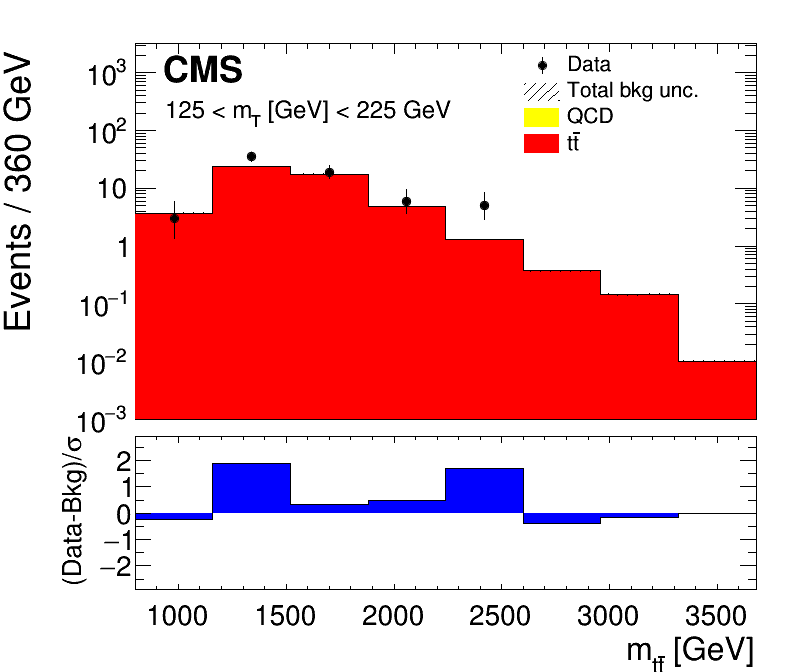 CMS
125 < m_T [GeV] < 225 GeV
Data
Total bkg unc.
QCD
tt̄
Events / 360 GeV
10³
10²
10
1
10⁻¹
10⁻²
10⁻³
(Data-Bkg)/σ
2
1
0
−1
−2
1000 1500 2000 2500 3000 3500
m_tt̄ [GeV]